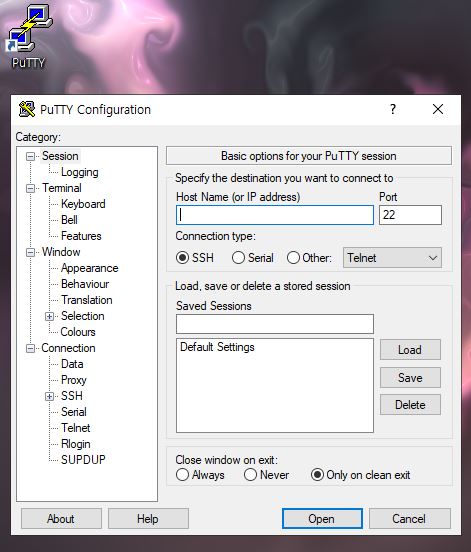 PuTTY
PuTTY Configuration
?
Category:
Session
Logging
Terminal
Keyboard
Bell
Features
Window
Appearance
Behaviour
Translation
Selection
Colours
Connection
Data
Proxy
SSH
Serial
Telnet
Rlogin
SUPDUP
Basic options for your PuTTY session
Specify the destination you want to connect to
Host Name (or IP address) Port
22
Connection type:
SSH Serial Other: Telnet
Load, save or delete a stored session
Saved Sessions
Default Settings
Load
Save
Delete
Close window on exit:
Always Never Only on clean exit
About Help Open Cancel